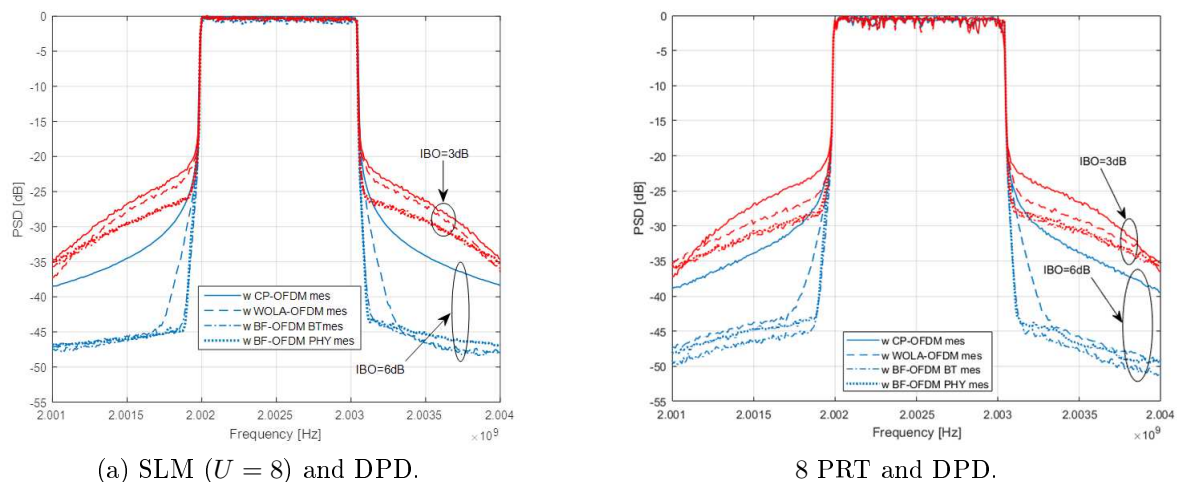 0
-5
-10
-15
-20
-25
-30
-35
-40
-45
-50
-55
PSD [dB]
IBO=3dB
IBO=6dB
w CP-OFDM mes
w WOLA-OFDM mes
w BF-OFDM BTmes
w BF-OFDM PHY mes
2.001
2.0015
2.002
2.0025
2.003
2.0035
2.004
Frequency [Hz]
×10⁹
(a) SLM (U = 8) and DPD.
0
-5
-10
-15
-20
-25
-30
-35
-40
-45
-50
-55
PSD [dB]
IBO=3dB
IBO=6dB
w CP-OFDM mes
w WOLA-OFDM mes
w BF-OFDM BT mes
w BF-OFDM PHY mes
2.001
2.0015
2.002
2.0025
2.003
2.0035
2.004
Frequency [Hz]
×10⁹
8 PRT and DPD.